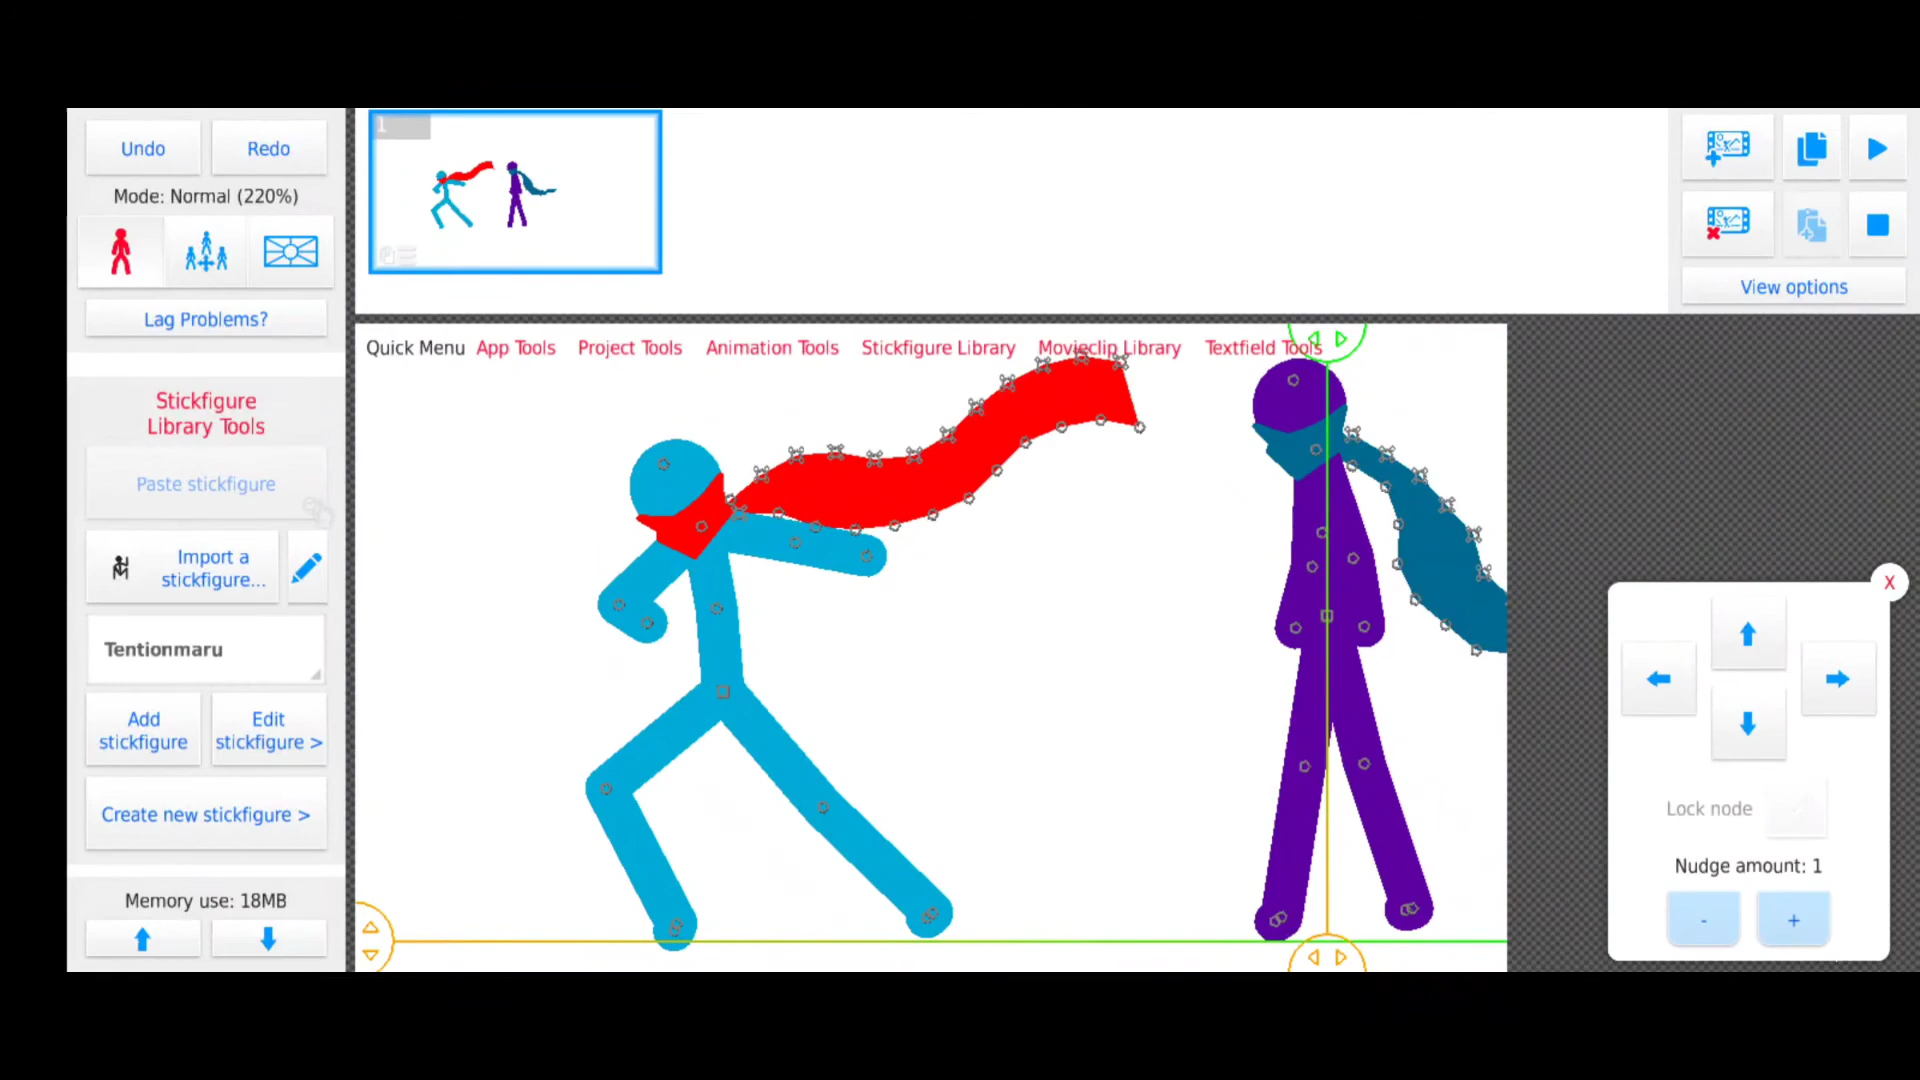 Undo
Redo
Mode: Normal (220%)
Lag Problems?
1
View options
Quick Menu App Tools Project Tools Animation Tools Stickfigure Library Movieclip Library Textfield Tools
Stickfigure
Library Tools
Paste stickfigure
Import a
stickfigure...
Tentionmaru
Add
stickfigure
Edit
stickfigure >
Create new stickfigure >
Memory use: 18MB
X
Lock node
Nudge amount: 1
-
+